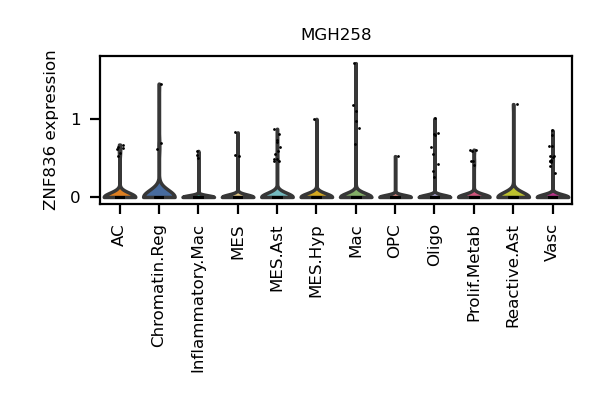 MGH258
ZNF836 expression
1
0
AC
Chromatin.Reg
Inflammatory.Mac
MES
MES.Ast
MES.Hyp
Mac
OPC
Oligo
Prolif.Metab
Reactive.Ast
Vasc